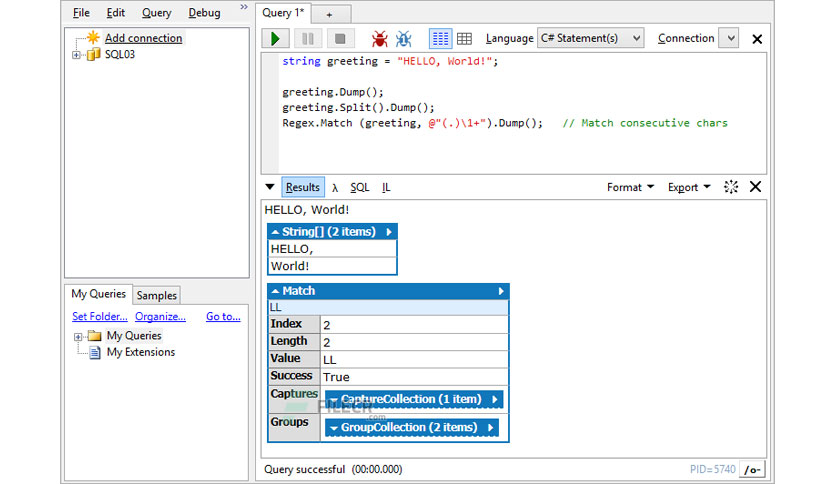 File Edit Query Debug »
Add connection
SQL03
My Queries Samples
Set Folder... Organize... Go to...
My Queries
My Extensions
Query 1* +
Language C# Statement(s) Connection
string greeting = "HELLO, World!";
greeting.Dump();
greeting.Split().Dump();
Regex.Match (greeting, @"(.)\1+").Dump();   // Match consecutive chars
Results λ SQL IL Format Export
HELLO, World!
String[] (2 items)
HELLO,
World!
Match
LL
Index 2
Length 2
Value LL
Success True
Captures CaptureCollection (1 item)
FILECR
.com
Groups GroupCollection (2 items)
Query successful (00:00.000) PID=5740 /o-